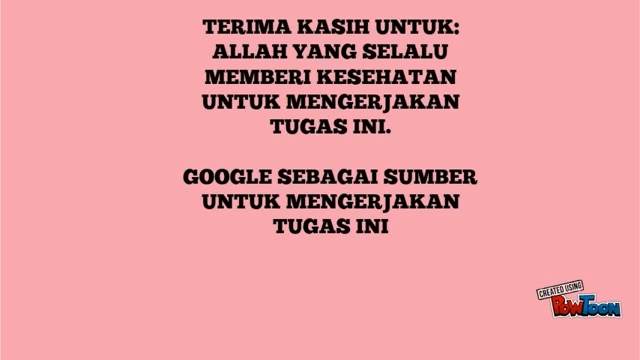 TERIMA KASIH UNTUK:
ALLAH YANG SELALU
MEMBERI KESEHATAN
UNTUK MENGERJAKAN
TUGAS INI.
GOOGLE SEBAGAI SUMBER
UNTUK MENGERJAKAN
TUGAS INI
CREATED USING
POWTOON